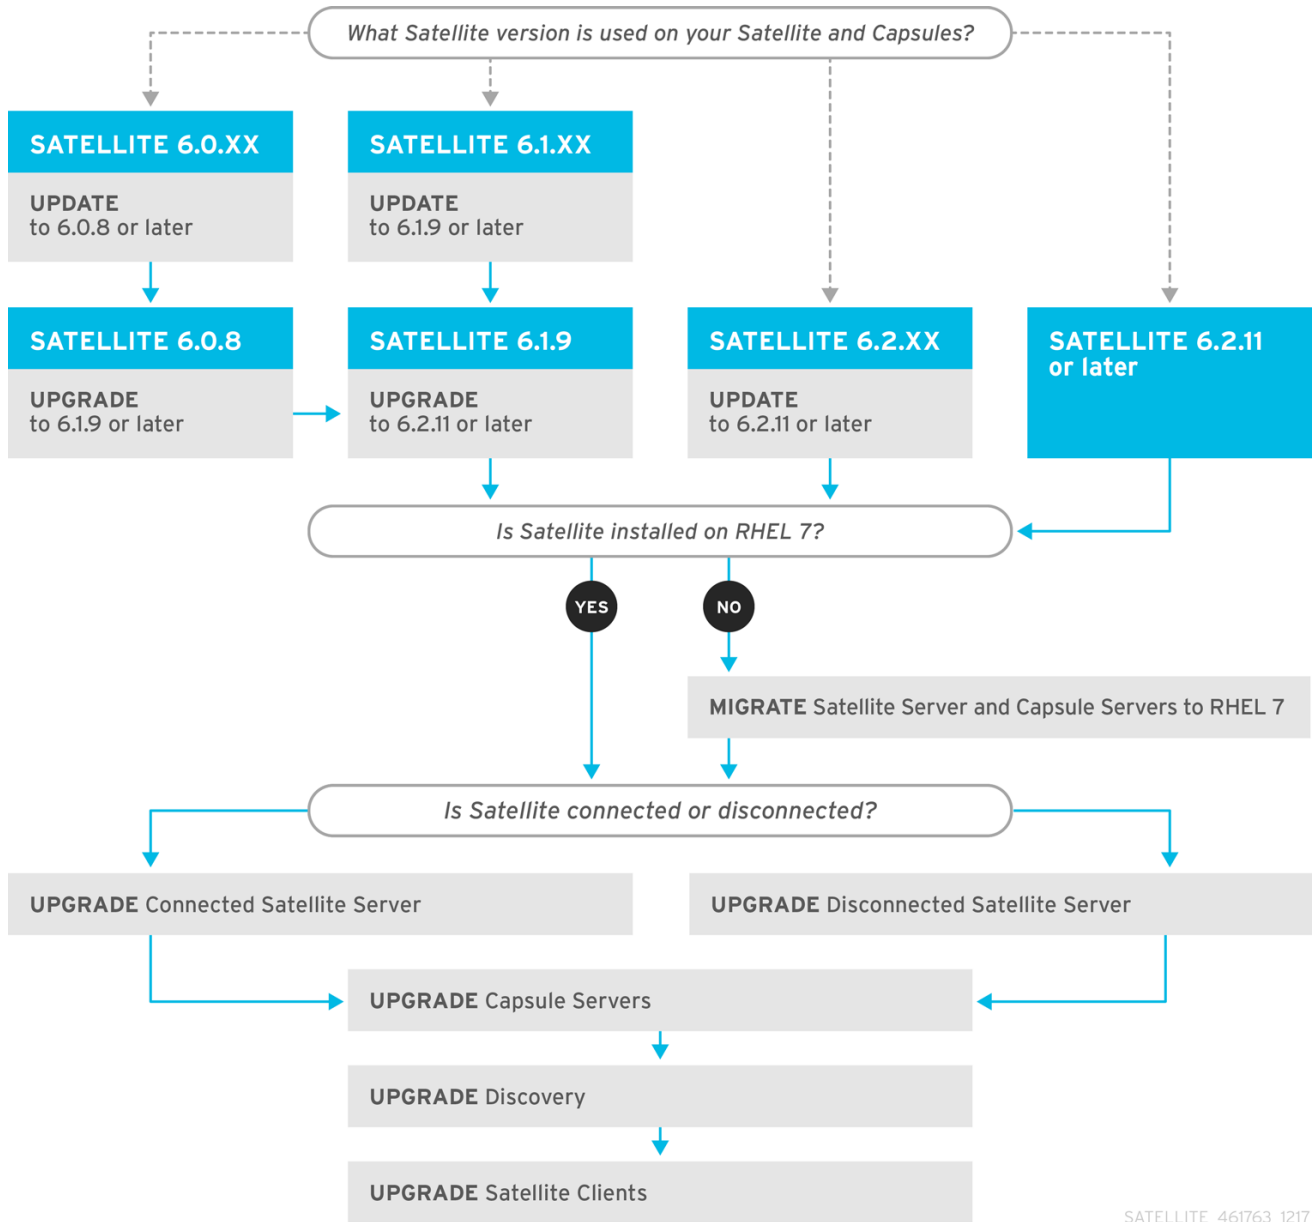 What Satellite version is used on your Satellite and Capsules?
SATELLITE 6.0.XX
UPDATE
to 6.0.8 or later
SATELLITE 6.1.XX
UPDATE
to 6.1.9 or later
SATELLITE 6.0.8
UPGRADE
to 6.1.9 or later
SATELLITE 6.1.9
UPGRADE
to 6.2.11 or later
SATELLITE 6.2.XX
UPDATE
to 6.2.11 or later
SATELLITE 6.2.11
or later
Is Satellite installed on RHEL 7?
YES
NO
MIGRATE Satellite Server and Capsule Servers to RHEL 7
Is Satellite connected or disconnected?
UPGRADE Connected Satellite Server
UPGRADE Disconnected Satellite Server
UPGRADE Capsule Servers
UPGRADE Discovery
UPGRADE Satellite Clients
SATELLITE_461763_1217